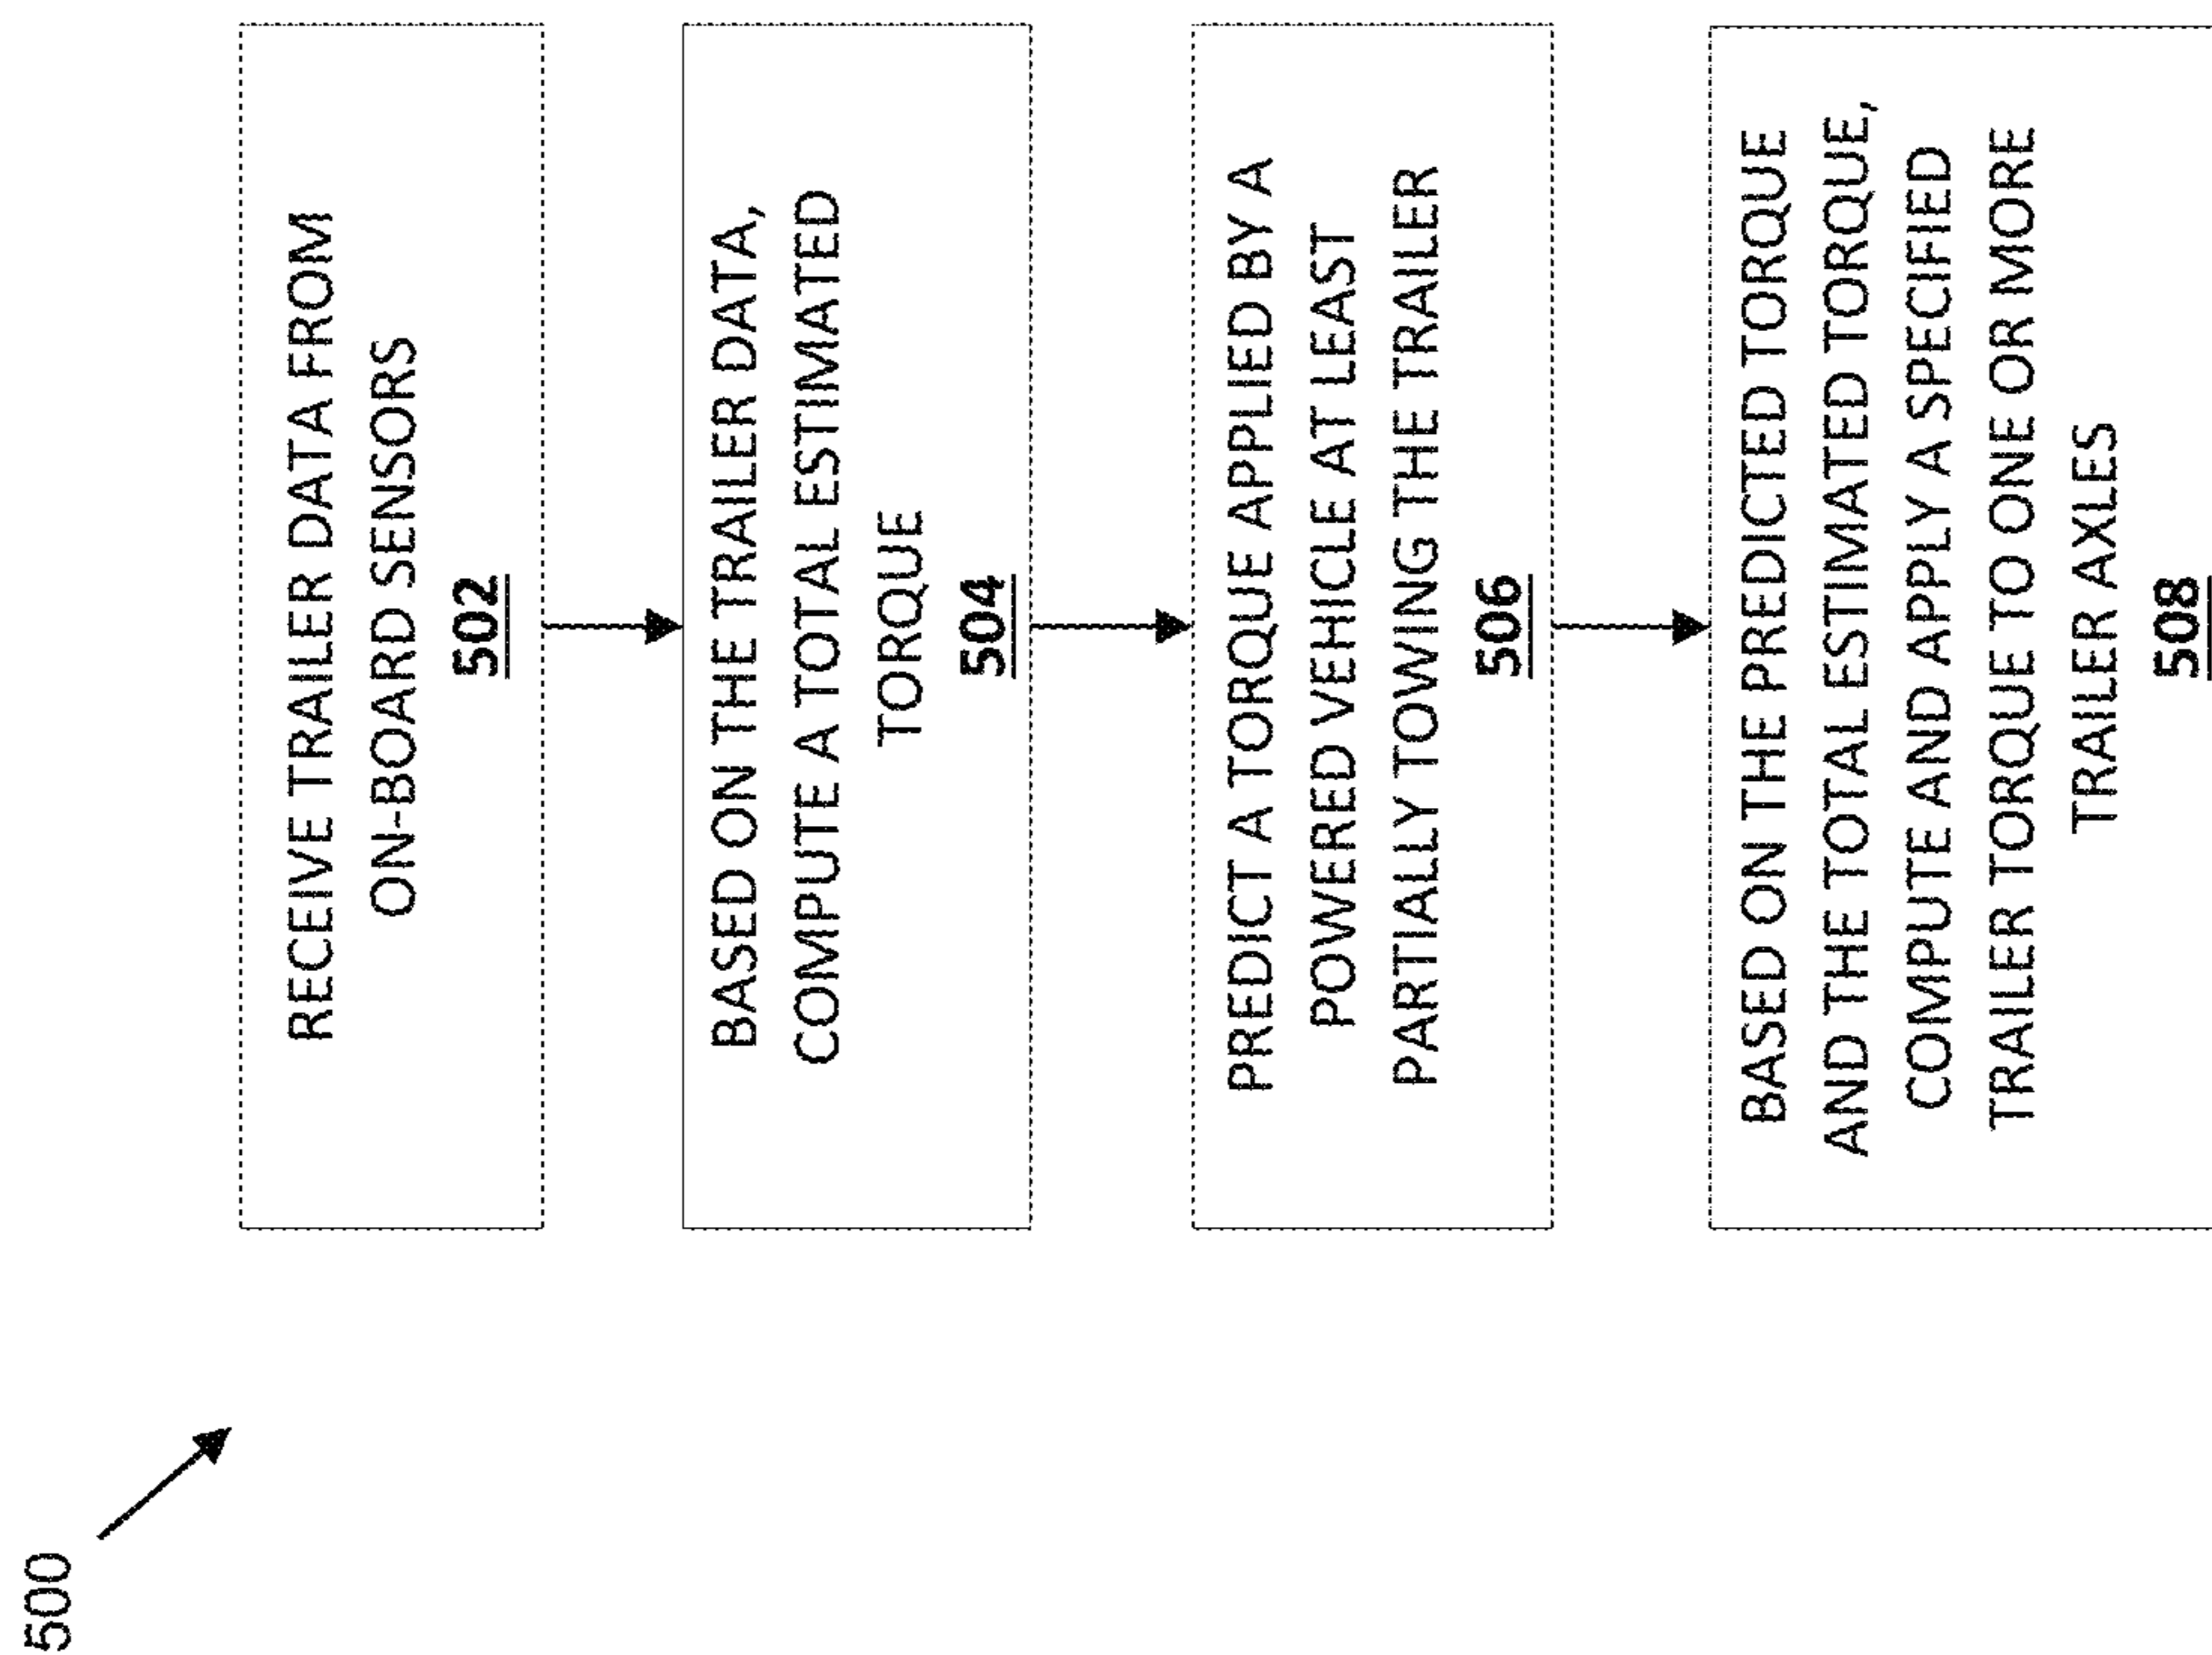 500
RECEIVE TRAILER DATA FROM
ON-BOARD SENSORS
502
BASED ON THE TRAILER DATA,
COMPUTE A TOTAL ESTIMATED
TORQUE
504
PREDICT A TORQUE APPLIED BY A
POWERED VEHICLE AT LEAST
PARTIALLY TOWING THE TRAILER
506
BASED ON THE PREDICTED TORQUE
AND THE TOTAL ESTIMATED TORQUE,
COMPUTE AND APPLY A SPECIFIED
TRAILER TORQUE TO ONE OR MORE
TRAILER AXLES
508